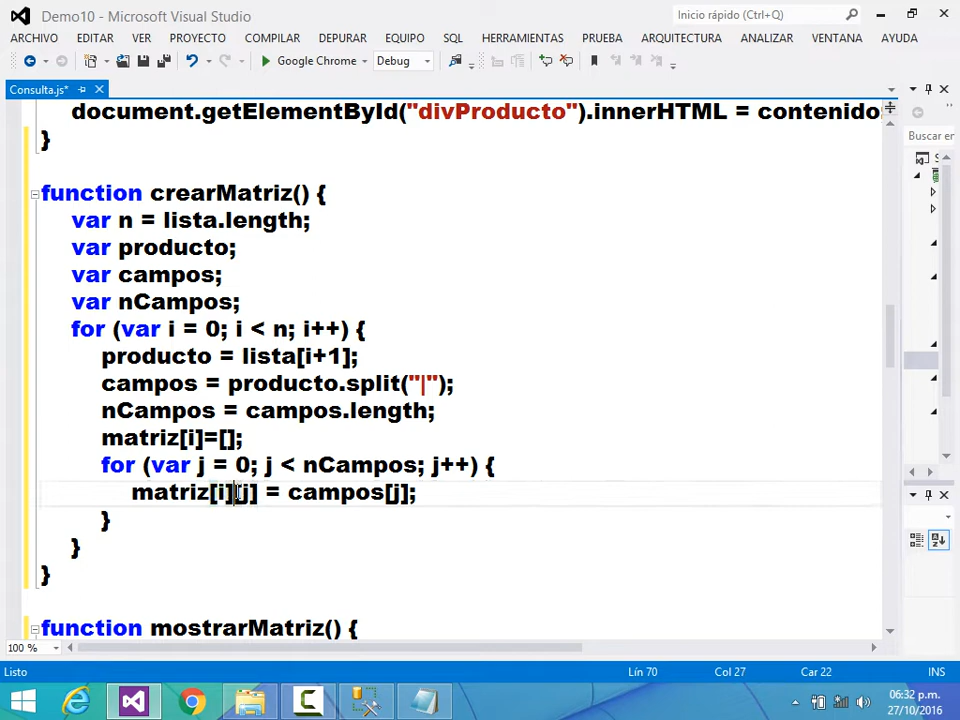 Demo10 - Microsoft Visual Studio
Inicio rápido (Ctrl+Q)
ARCHIVO EDITAR VER PROYECTO COMPILAR DEPURAR EQUIPO SQL HERRAMIENTAS PRUEBA ARQUITECTURA ANALIZAR VENTANA AYUDA
Google Chrome Debug
Consulta.js*
Buscar en
document.getElementById("divProducto").innerHTML = contenido
}
function crearMatriz() {
var n = lista.length;
var producto;
var campos;
var nCampos;
for (var i = 0; i < n; i++) {
producto = lista[i+1];
campos = producto.split("|");
nCampos = campos.length;
matriz[i]=[];
for (var j = 0; j < nCampos; j++) {
matriz[i][j] = campos[j];
}
}
}
function mostrarMatriz() {
100 %
Listo Lín 70 Col 27 Car 22 INS
06:32 p.m.
27/10/2016